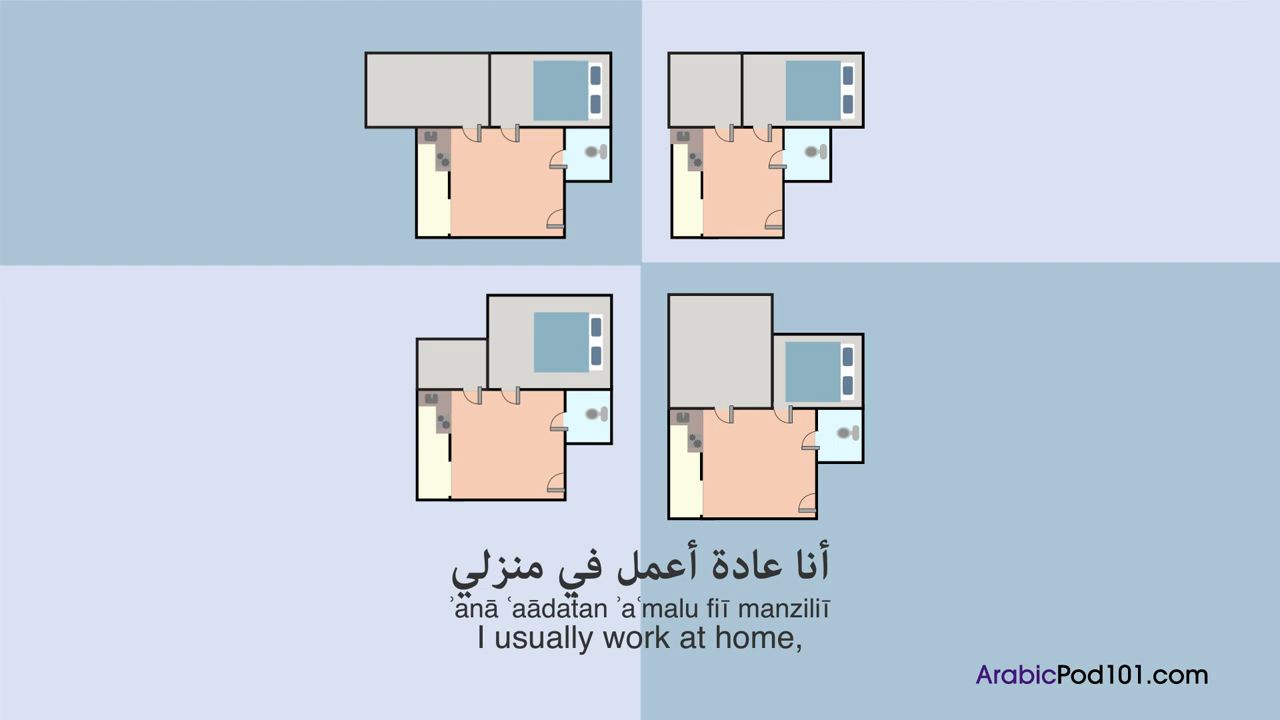 أنا عادة أعمل في منزلي
ʾanā ʿaādatan ʾaʿmalu fiī manziliī
I usually work at home,
ArabicPod101.com